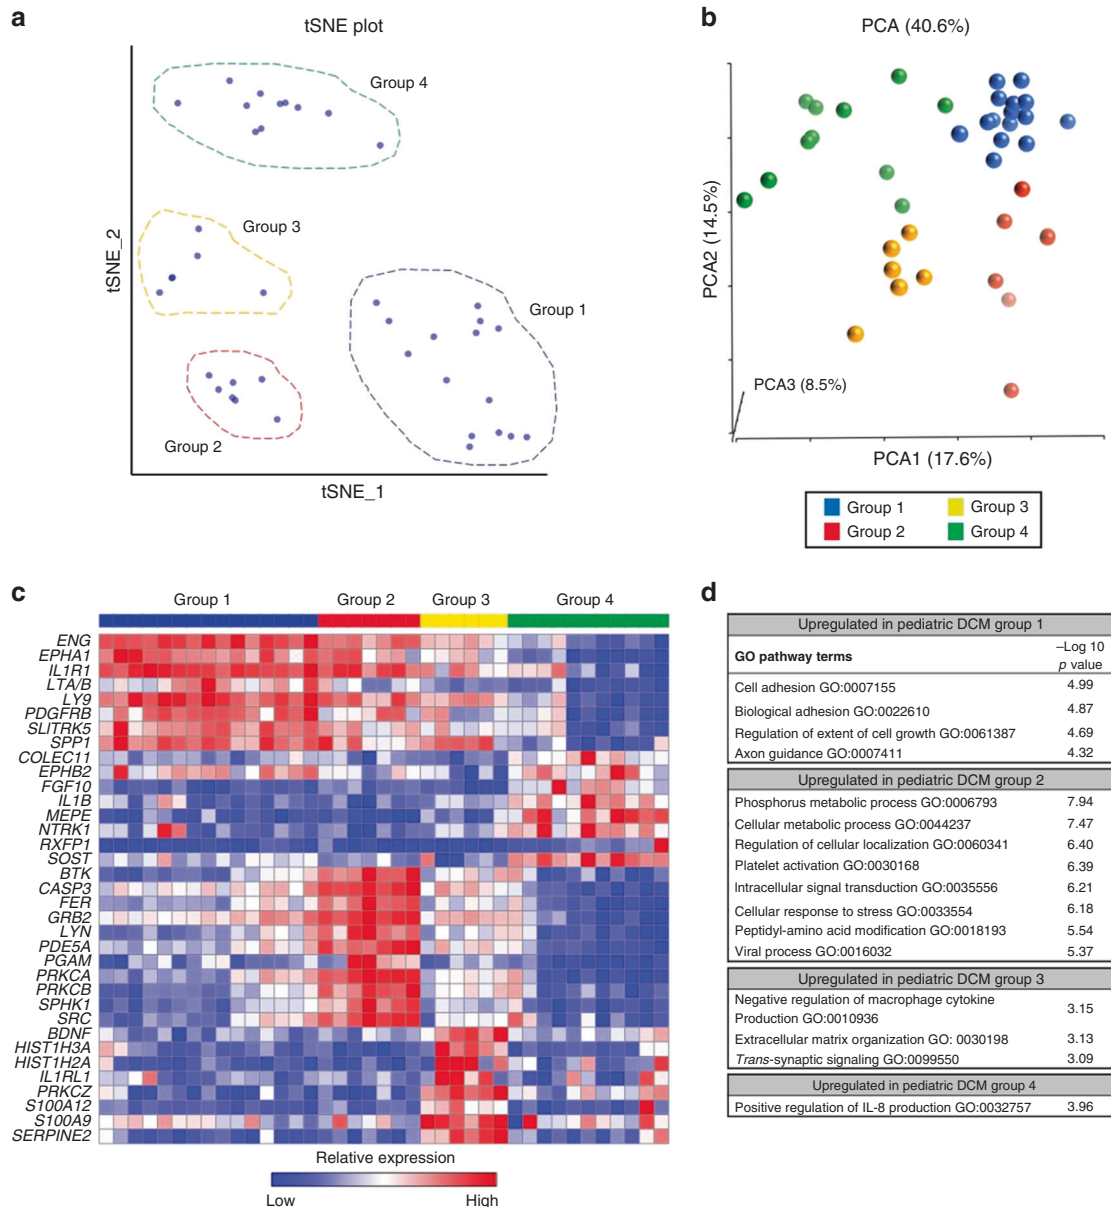 a
tSNE plot
Group 4
Group 3
Group 1
Group 2
tSNE_2
tSNE_1
b
PCA (40.6%)
PCA2 (14.5%)
PCA3 (8.5%)
PCA1 (17.6%)
Group 1
Group 3
Group 2
Group 4
c
Group 1
Group 2
Group 3
Group 4
ENG
EPHA1
IL1R1
LTA/B
LY9
PDGFRB
SLITRK5
SPP1
COLEC11
EPHB2
FGF10
IL1B
MEPE
NTRK1
RXFP1
SOST
BTK
CASP3
FER
GRB2
LYN
PDE5A
PGAM
PRKCA
PRKCB
SPHK1
SRC
BDNF
HIST1H3A
HIST1H2A
IL1RL1
PRKCZ
S100A12
S100A9
SERPINE2
Relative expression
Low
High
d
Upregulated in pediatric DCM group 1
GO pathway terms
–Log 10
p value
Cell adhesion GO:0007155 4.99
Biological adhesion GO:0022610 4.87
Regulation of extent of cell growth GO:0061387 4.69
Axon guidance GO:0007411 4.32
Upregulated in pediatric DCM group 2
Phosphorus metabolic process GO:0006793 7.94
Cellular metabolic process GO:0044237 7.47
Regulation of cellular localization GO:0060341 6.40
Platelet activation GO:0030168 6.39
Intracellular signal transduction GO:0035556 6.21
Cellular response to stress GO:0033554 6.18
Peptidyl-amino acid modification GO:0018193 5.54
Viral process GO:0016032 5.37
Upregulated in pediatric DCM group 3
Negative regulation of macrophage cytokine
Production GO:0010936 3.15
Extracellular matrix organization GO: 0030198 3.13
Trans-synaptic signaling GO:0099550 3.09
Upregulated in pediatric DCM group 4
Positive regulation of IL-8 production GO:0032757 3.96